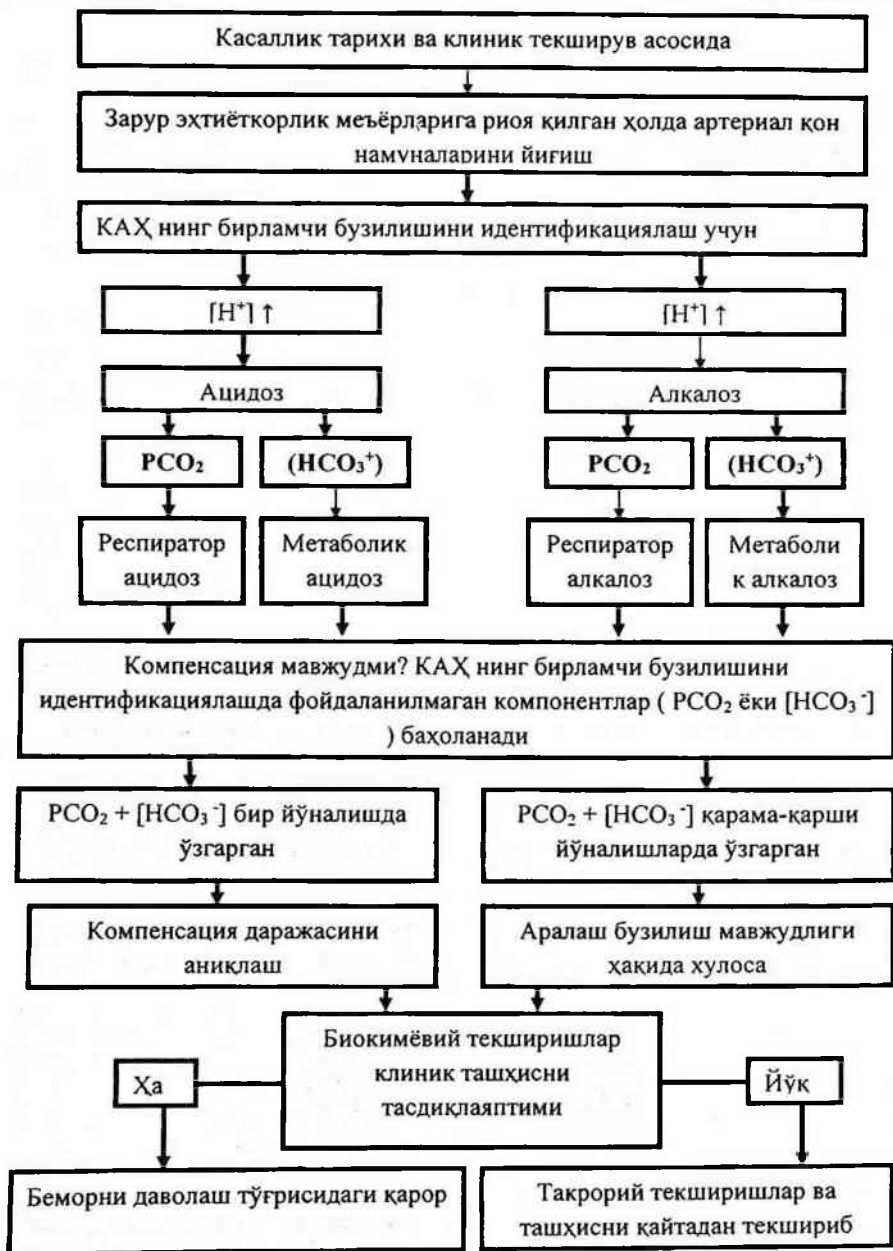 Касаллик тарихи ва клиник текширув асосида
Зарур эҳтиёткорлик меъёрларига риоя қилган ҳолда артериал қон
намуналарини йиғиш
КАҲ нинг бирламчи бузилишини идентификациялаш учун
[H⁺] ↑
[H⁺] ↑
Ацидоз
Алкалоз
PCO₂
(HCO₃⁺)
PCO₂
(HCO₃⁺)
Респиратор
ацидоз
Метаболик
ацидоз
Респиратор
алкалоз
Метаболи
к алкалоз
Компенсация мавжудми? КАҲ нинг бирламчи бузилишини
идентификациялашда фойдаланилмаган компонентлар ( PCO₂ ёки [HCO₃⁻]
) баҳоланади
PCO₂ + [HCO₃⁻] бир йўналишда
ўзгарган
PCO₂ + [HCO₃⁻] қарама-қарши
йўналишларда ўзгарган
Компенсация даражасини
аниқлаш
Аралаш бузилиш мавжудлиги
ҳақида хулоса
Биокимёвий текширишлар
клиник ташҳисни
тасдиқлаяптими
Ҳа
Йўқ
Беморни даволаш тўғрисидаги қарор
Такрорий текширишлар ва
ташҳисни қайтадан текшириб